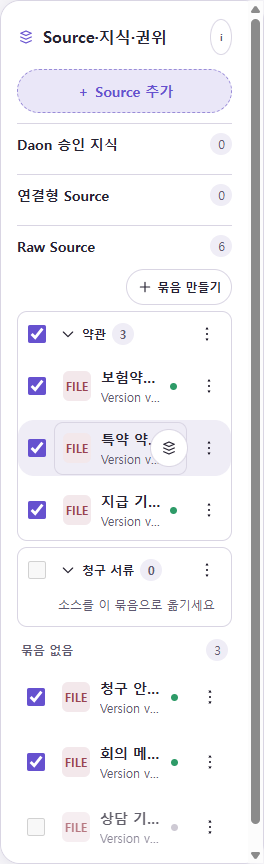 Source·지식·권위
i
+ Source 추가
Daon 승인 지식 0
연결형 Source 0
Raw Source 6
+ 묶음 만들기
약관 3
FILE 보험약...
Version v...
FILE 특약 약...
Version v...
FILE 지급 기...
Version v...
청구 서류 0
소스를 이 묶음으로 옮기세요
묶음 없음 3
FILE 청구 안...
Version v...
FILE 회의 메...
Version v...
FILE 상담 기...
Version v...